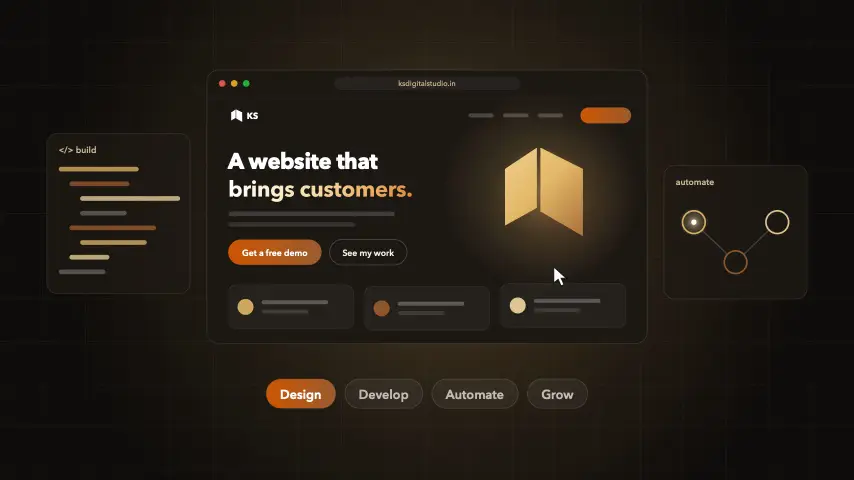 ksdigitalstudio.in
KS
</> build
A website that
brings customers.
Get a free demo
See my work
automate
Design
Develop
Automate
Grow